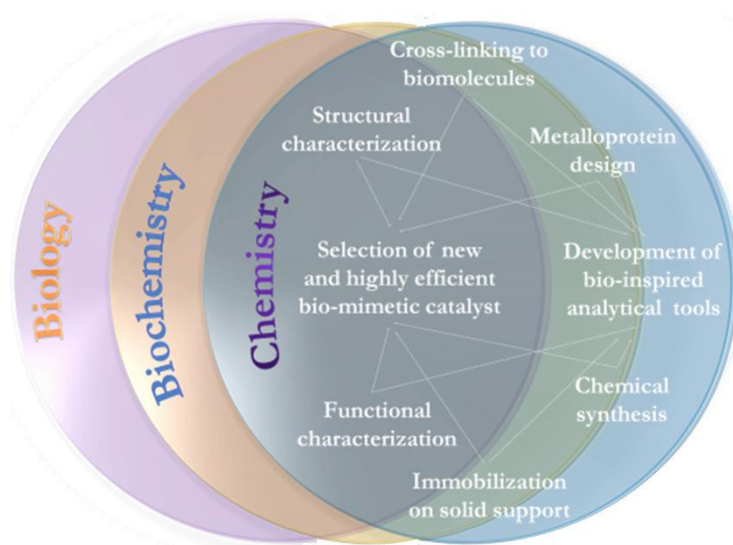 Cross-linking to
biomolecules
Structural
characterization
Metalloprotein
design
Biology
Biochemistry
Chemistry
Selection of new
and highly efficient
bio-mimetic catalyst
Development of
bio-inspired
analytical tools
Chemical
synthesis
Functional
characterization
Immobilization
on solid support